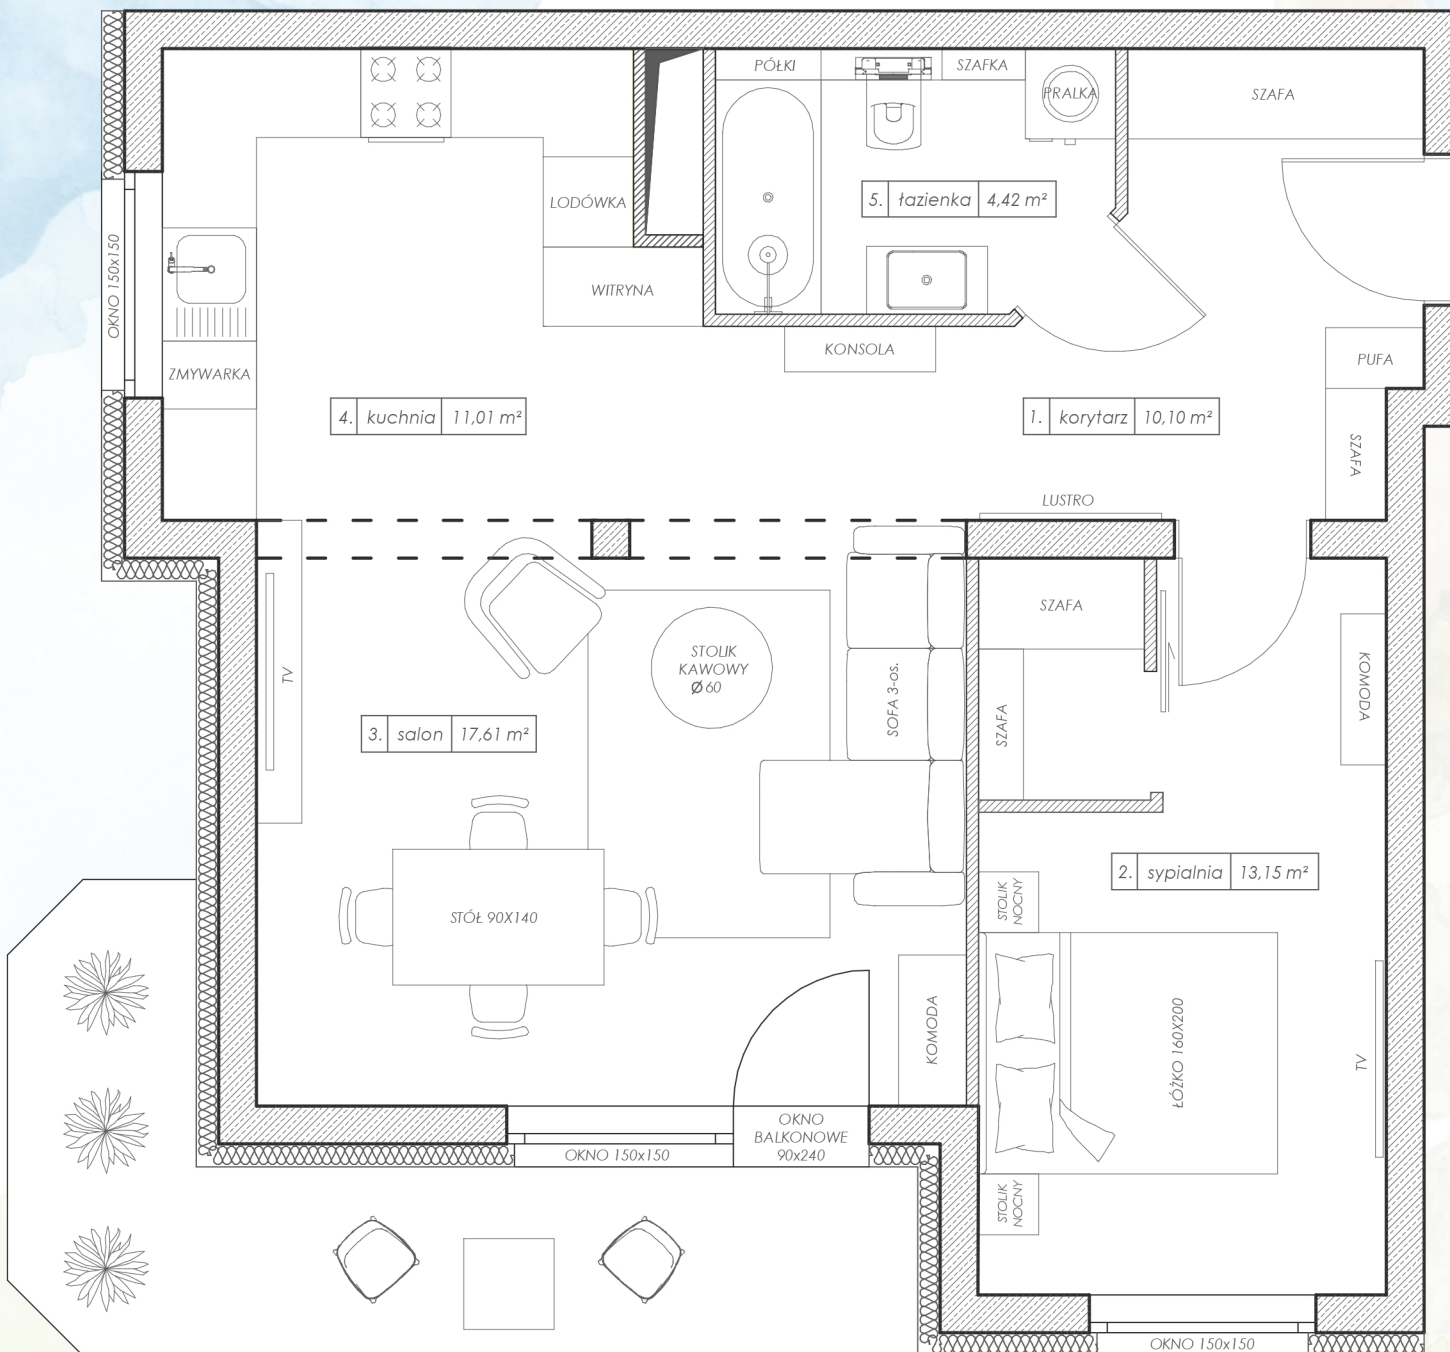 PÓŁKI
SZAFKA
PRALKA
SZAFA
LODÓWKA
5. łazienka 4,42 m²
OKNO 150x150
WITRYNA
KONSOLA
PUFA
ZMYWARKA
4. kuchnia 11,01 m²
1. korytarz 10,10 m²
SZAFA
LUSTRO
SZAFA
STOLIK
KAWOWY
Ø 60
TV
SOFA 3-os.
SZAFA
KOMODA
3. salon 17,61 m²
2. sypialnia 13,15 m²
STOLIK
NOCNY
STÓŁ 90X140
KOMODA
ŁÓŻKO 160X200
TV
OKNO
BALKONOWE
90x240
OKNO 150x150
STOLIK
NOCNY
OKNO 150x150